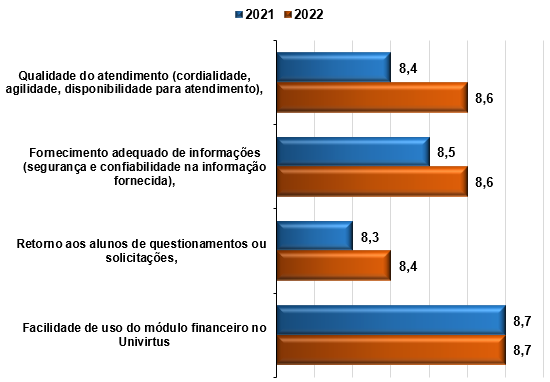 2021 2022
Qualidade do atendimento (cordialidade,
agilidade, disponibilidade para atendimento),
8,4
8,6
Fornecimento adequado de informações
(segurança e confiabilidade na informação
fornecida),
8,5
8,6
Retorno aos alunos de questionamentos ou
solicitações,
8,3
8,4
Facilidade de uso do módulo financeiro no
Univirtus
8,7
8,7